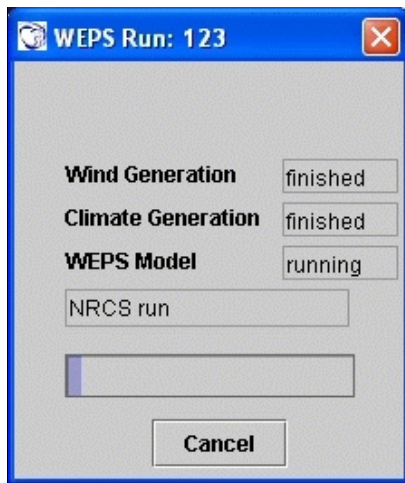 WEPS Run: 123
Wind Generation finished
Climate Generation finished
WEPS Model running
NRCS run
Cancel